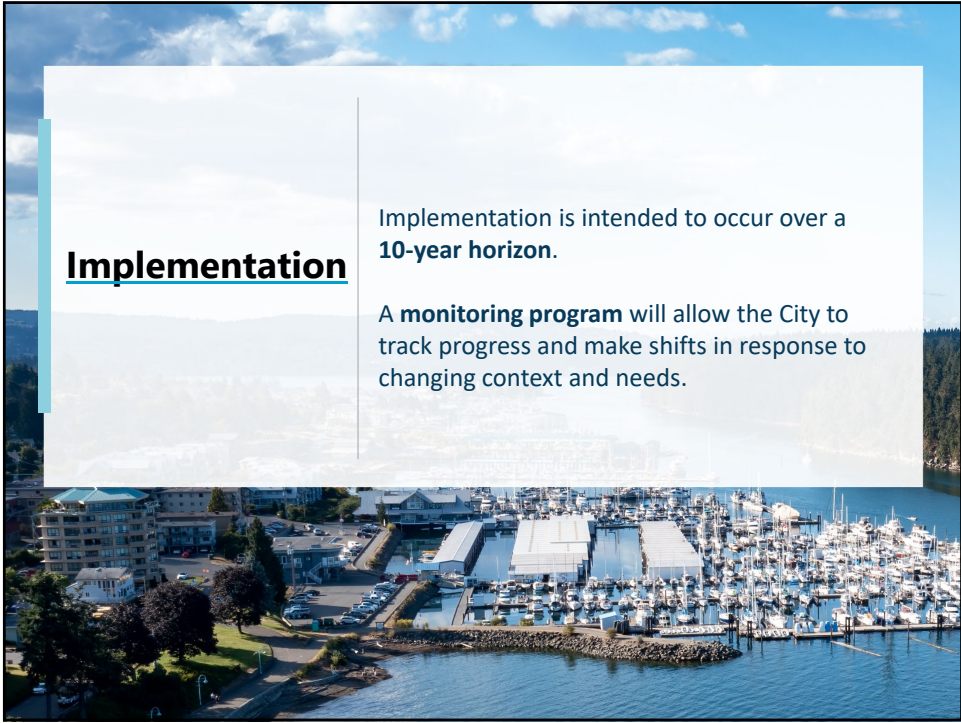 Implementation
Implementation is intended to occur over a
10-year horizon.
A monitoring program will allow the City to
track progress and make shifts in response to
changing context and needs.